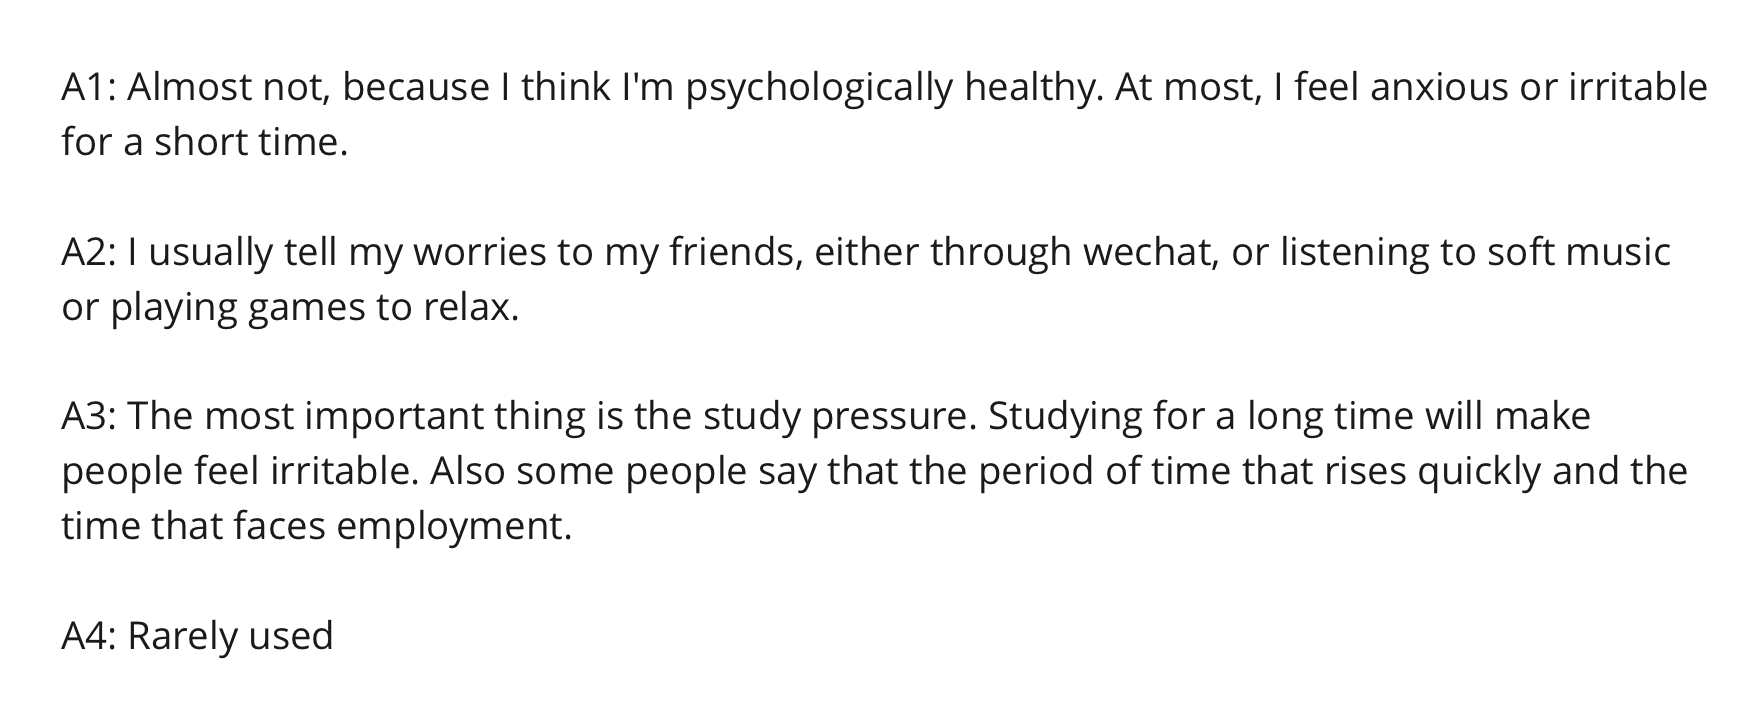 A1: Almost not, because I think I'm psychologically healthy. At most, I feel anxious or irritable
for a short time.
A2: I usually tell my worries to my friends, either through wechat, or listening to soft music
or playing games to relax.
A3: The most important thing is the study pressure. Studying for a long time will make
people feel irritable. Also some people say that the period of time that rises quickly and the
time that faces employment.
A4: Rarely used